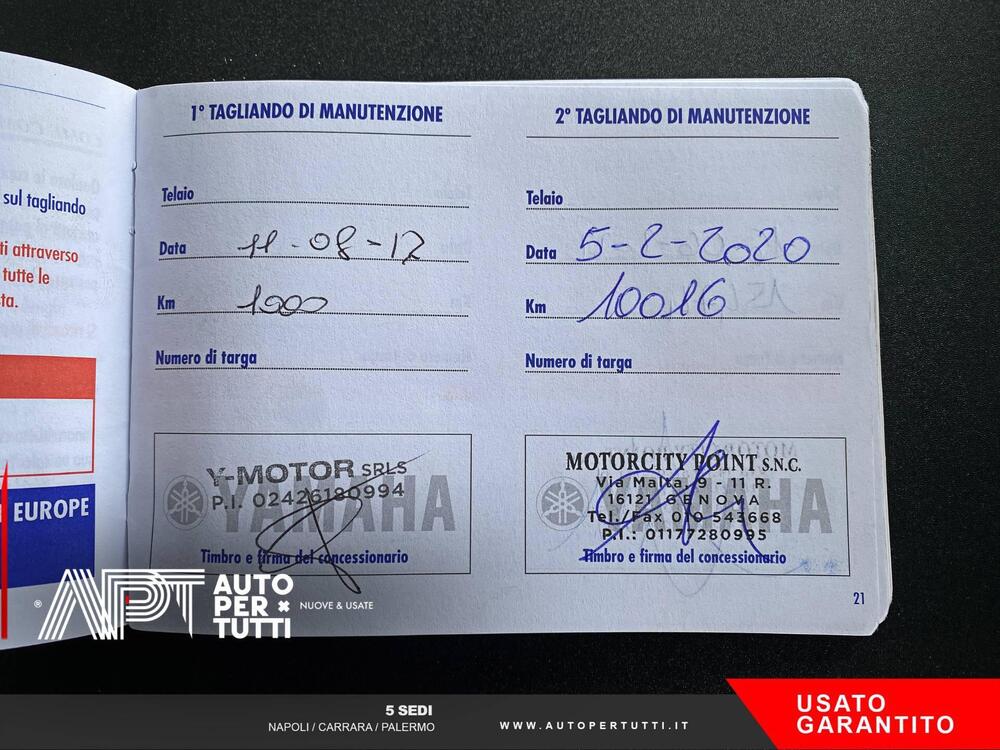 sul tagliando
ti attraverso
tutte le
sta.
EUROPE
1° TAGLIANDO DI MANUTENZIONE
Telaio
Data 11-08-12
Km 1000
Numero di targa
Y-MOTOR SRLS
P.I. 02426180994
YAMAHA
Timbro e firma del concessionario
2° TAGLIANDO DI MANUTENZIONE
Telaio
Data 5-2-2020
Km 10016
Numero di targa
MOTORCITY POINT S.N.C.
Via Malta, 9 - 11 R.
16121 GENOVA
Tel./Fax 010 543668
P.I.: 01177280995
YAMAHA
Timbro e firma del concessionario
21
® APT AUTO PER TUTTI NUOVE & USATE
5 SEDI
NAPOLI / CARRARA / PALERMO
WWW.AUTOPERTUTTI.IT
USATO
GARANTITO